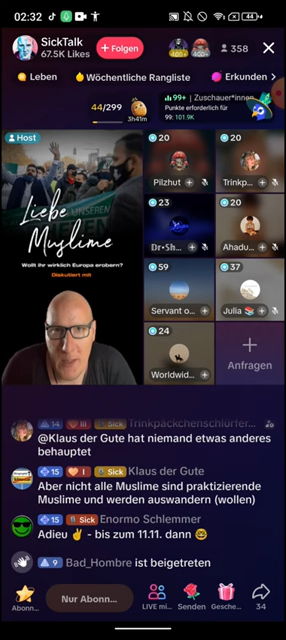 02:32
44
SickTalk
67.5K Likes
+ Folgen
358
Leben
Wöchentliche Rangliste
Erkunden >
44/299
3h41m
99+ | Zuschauer*innen
Punkte erforderlich für
99: 101.9K
Host
Liebe
UNSEREN
Muslime
Wollt ihr wirklich Europa erobern?
Diskutiert mit
20
Pilzhut
20
Trinkp...
23
Dr•Sh...
20
Ahadu...
59
Servant o...
37
Julia
24
Worldwid...
+
Anfragen
14 III Sick Trinkpäckchenschlürfer...
@Klaus der Gute hat niemand etwas anderes
behauptet
15 I Sick Klaus der Gute
Aber nicht alle Muslime sind praktizierende
Muslime und werden auswandern (wollen)
15 Sick Enormo Schlemmer
Adieu ✌️ - bis zum 11.11. dann 🤓
9 Bad_Hombre ist beigetreten
Abonn...
Nur Abonn...
LIVE mi...
Senden
Gesche...
34